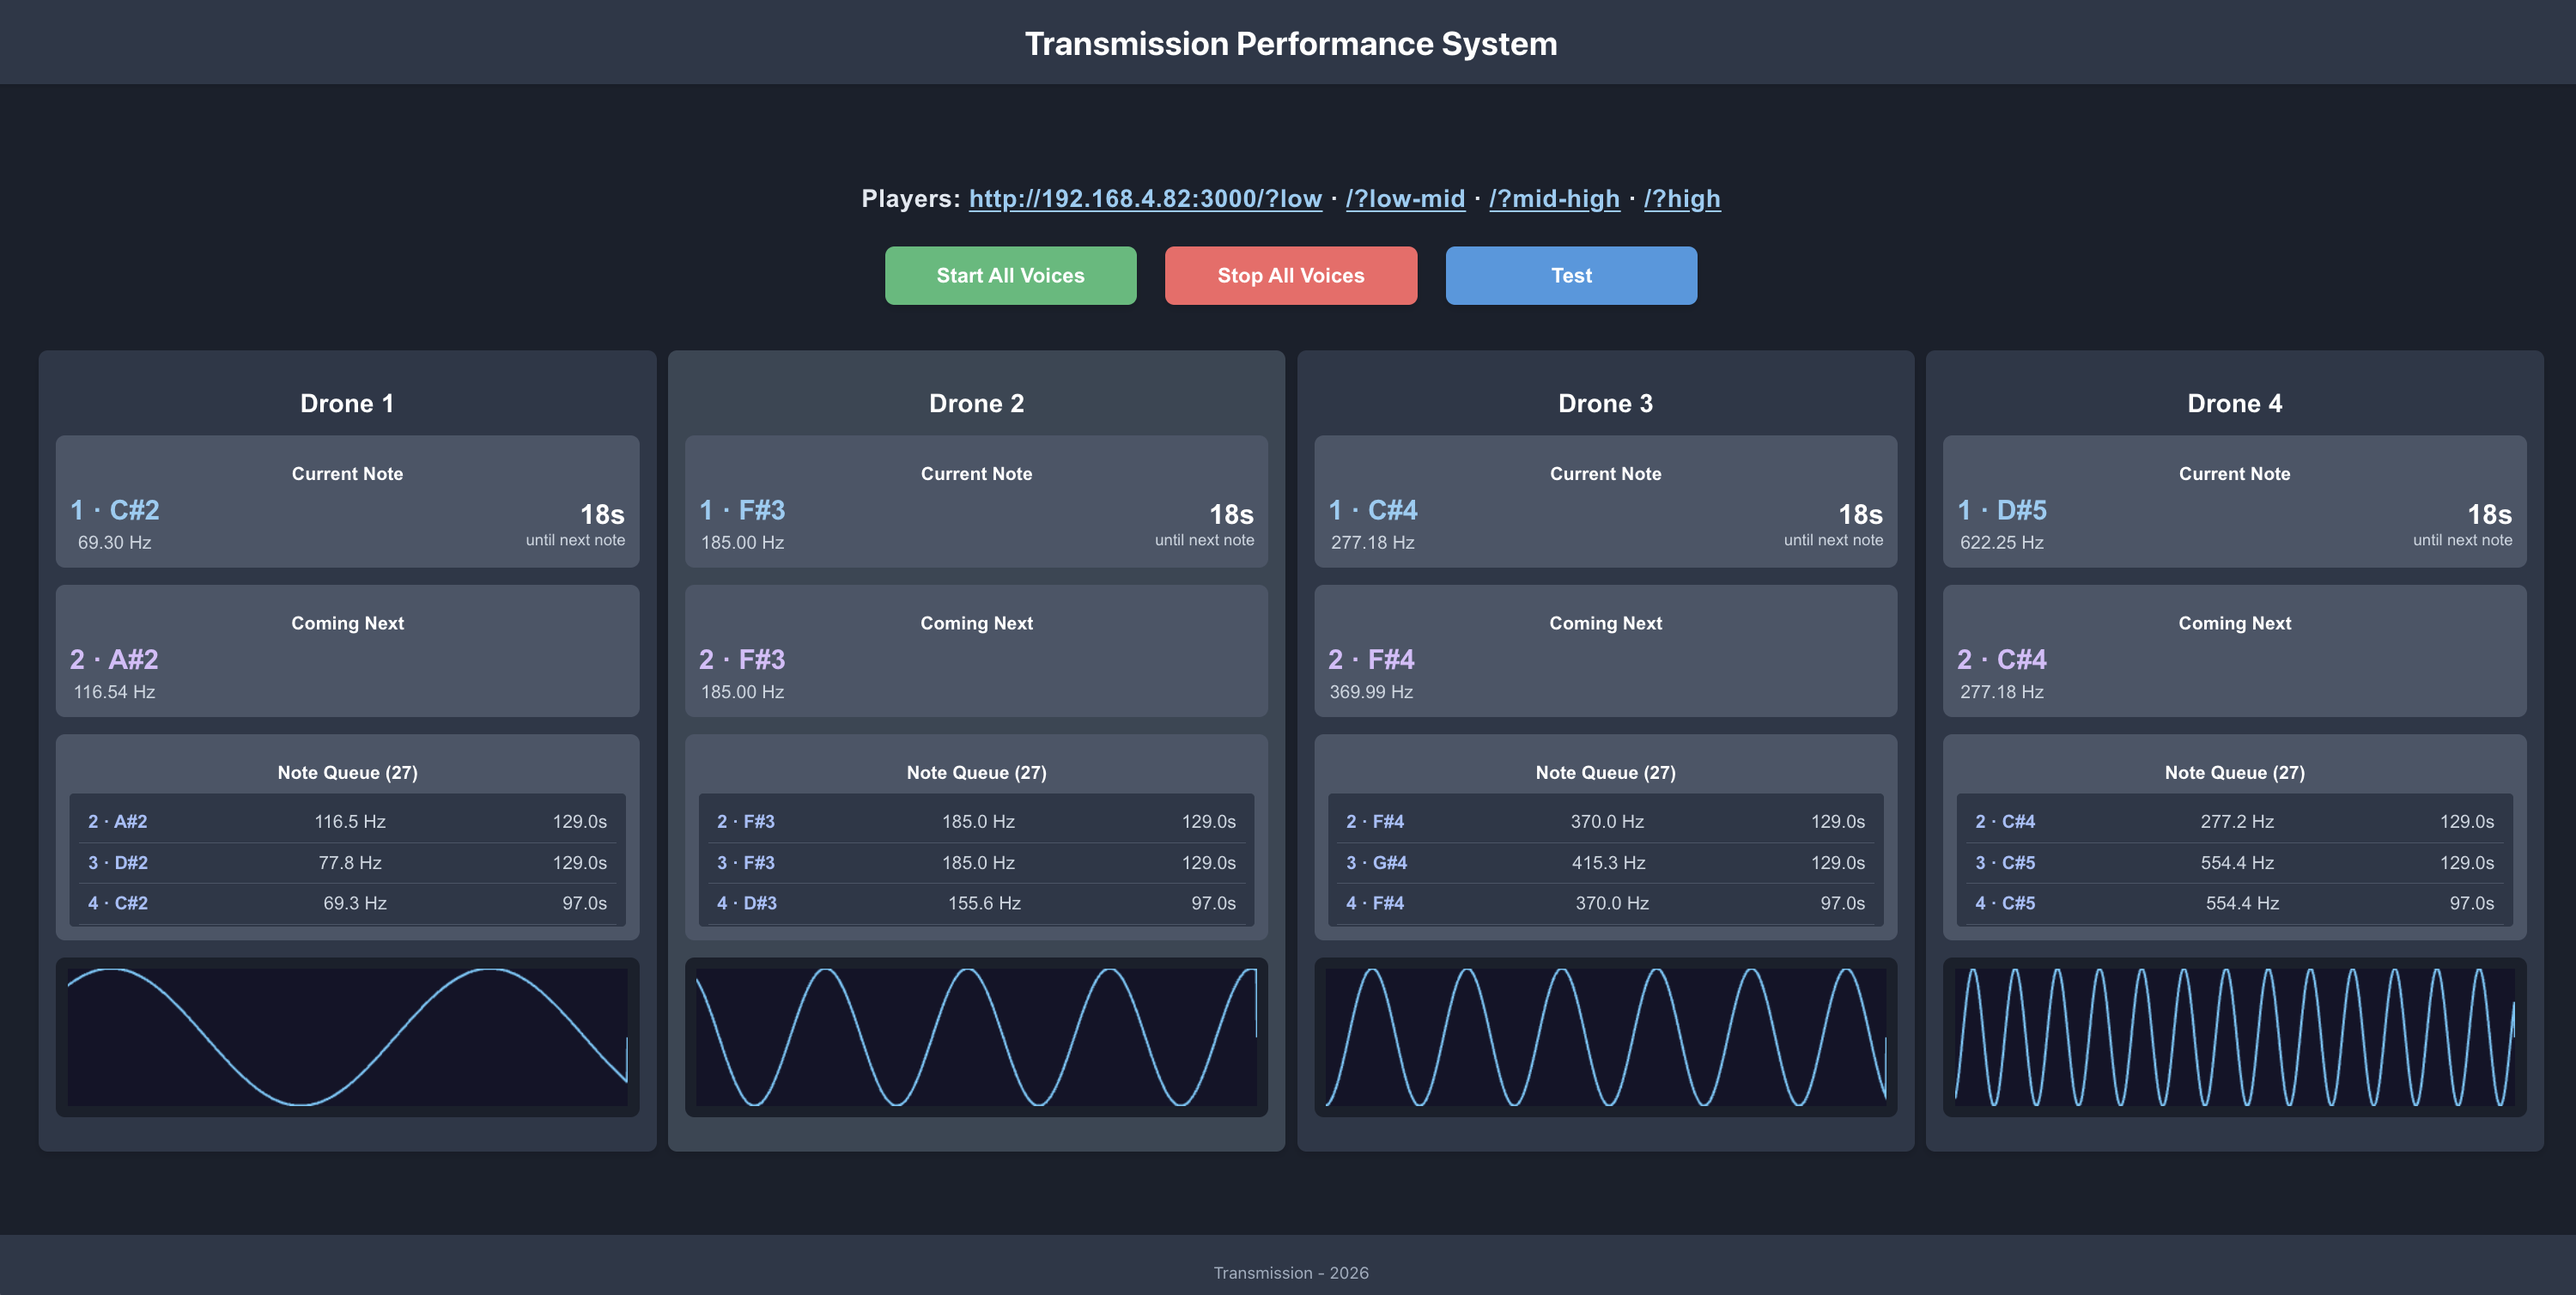 Transmission Performance System
Players: http://192.168.4.82:3000/?low · /?low-mid · /?mid-high · /?high
Start All Voices
Stop All Voices
Test
Drone 1
Current Note
1 · C#2
69.30 Hz
18s
until next note
Coming Next
2 · A#2
116.54 Hz
Note Queue (27)
2 · A#2 116.5 Hz 129.0s
3 · D#2 77.8 Hz 129.0s
4 · C#2 69.3 Hz 97.0s
Drone 2
Current Note
1 · F#3
185.00 Hz
18s
until next note
Coming Next
2 · F#3
185.00 Hz
Note Queue (27)
2 · F#3 185.0 Hz 129.0s
3 · F#3 185.0 Hz 129.0s
4 · D#3 155.6 Hz 97.0s
Drone 3
Current Note
1 · C#4
277.18 Hz
18s
until next note
Coming Next
2 · F#4
369.99 Hz
Note Queue (27)
2 · F#4 370.0 Hz 129.0s
3 · G#4 415.3 Hz 129.0s
4 · F#4 370.0 Hz 97.0s
Drone 4
Current Note
1 · D#5
622.25 Hz
18s
until next note
Coming Next
2 · C#4
277.18 Hz
Note Queue (27)
2 · C#4 277.2 Hz 129.0s
3 · C#5 554.4 Hz 129.0s
4 · C#5 554.4 Hz 97.0s
Transmission - 2026